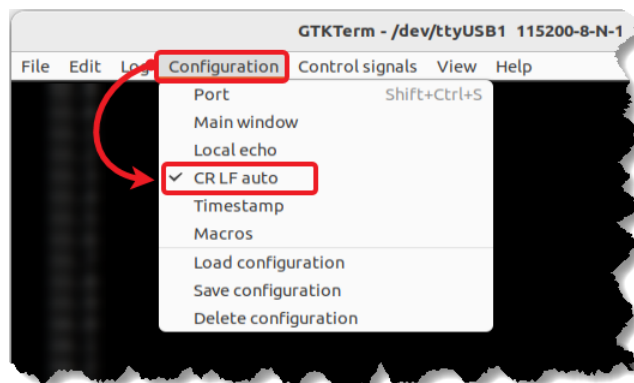 GTKTerm - /dev/ttyUSB1 115200-8-N-1
File Edit Log Configuration Control signals View Help
Port Shift+Ctrl+S
Main window
Local echo
✓ CR LF auto
Timestamp
Macros
Load configuration
Save configuration
Delete configuration